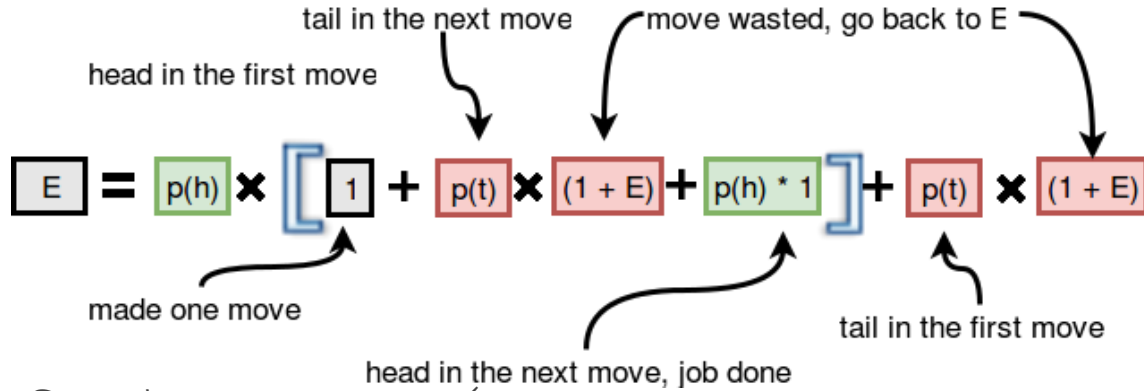 tail in the next move
move wasted, go back to E
head in the first move
E = p(h) × [ 1 + p(t) × (1 + E) + p(h) * 1 ] + p(t) × (1 + E)
made one move
tail in the first move
head in the next move, job done